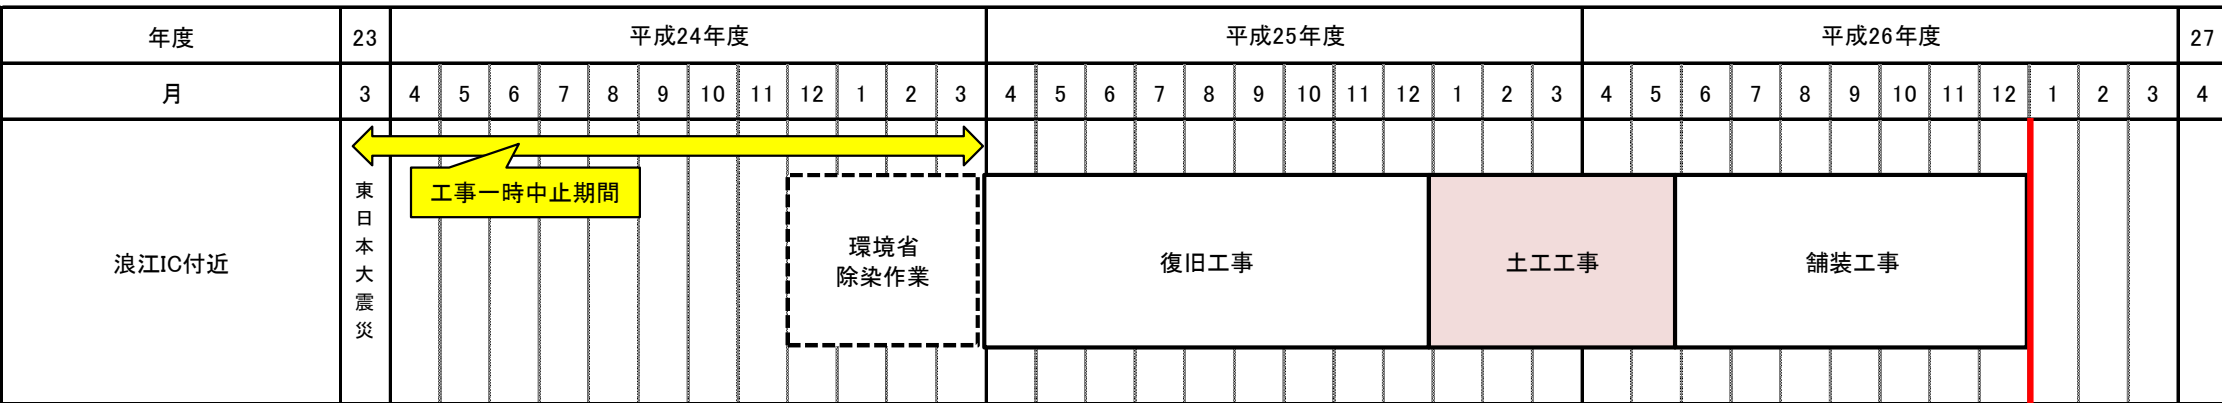 年度 23 平成24年度 平成25年度 平成26年度 27
月 3 4 5 6 7 8 9 10 11 12 1 2 3 4 5 6 7 8 9 10 11 12 1 2 3 4 5 6 7 8 9 10 11 12 1 2 3 4
浪江IC付近
東日本大震災
工事一時中止期間
環境省
除染作業
復旧工事
土工工事
舗装工事